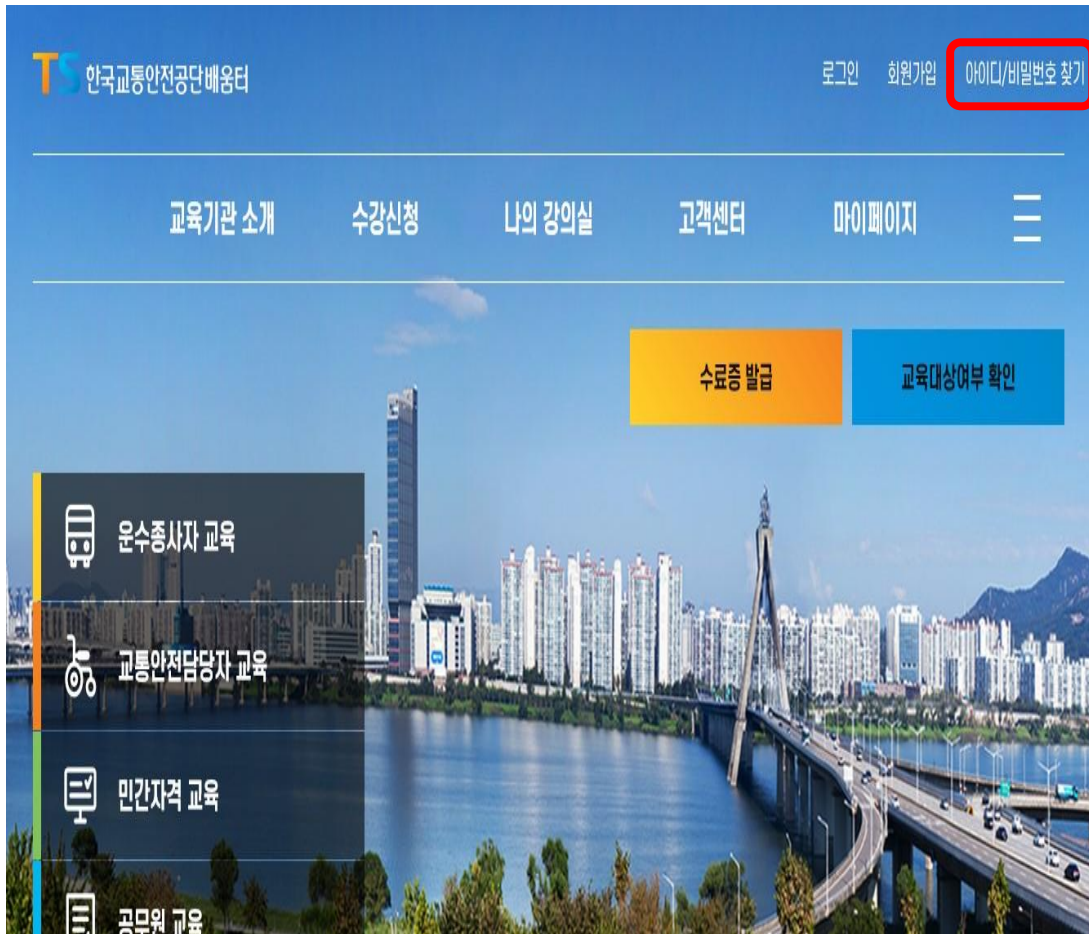 TS 한국교통안전공단배움터
로그인 회원가입 아이디/비밀번호 찾기
교육기관 소개 수강신청 나의 강의실 고객센터 마이페이지
수료증 발급 교육대상여부 확인
운수종사자 교육
교통안전담당자 교육
민간자격 교육
공무원 교육